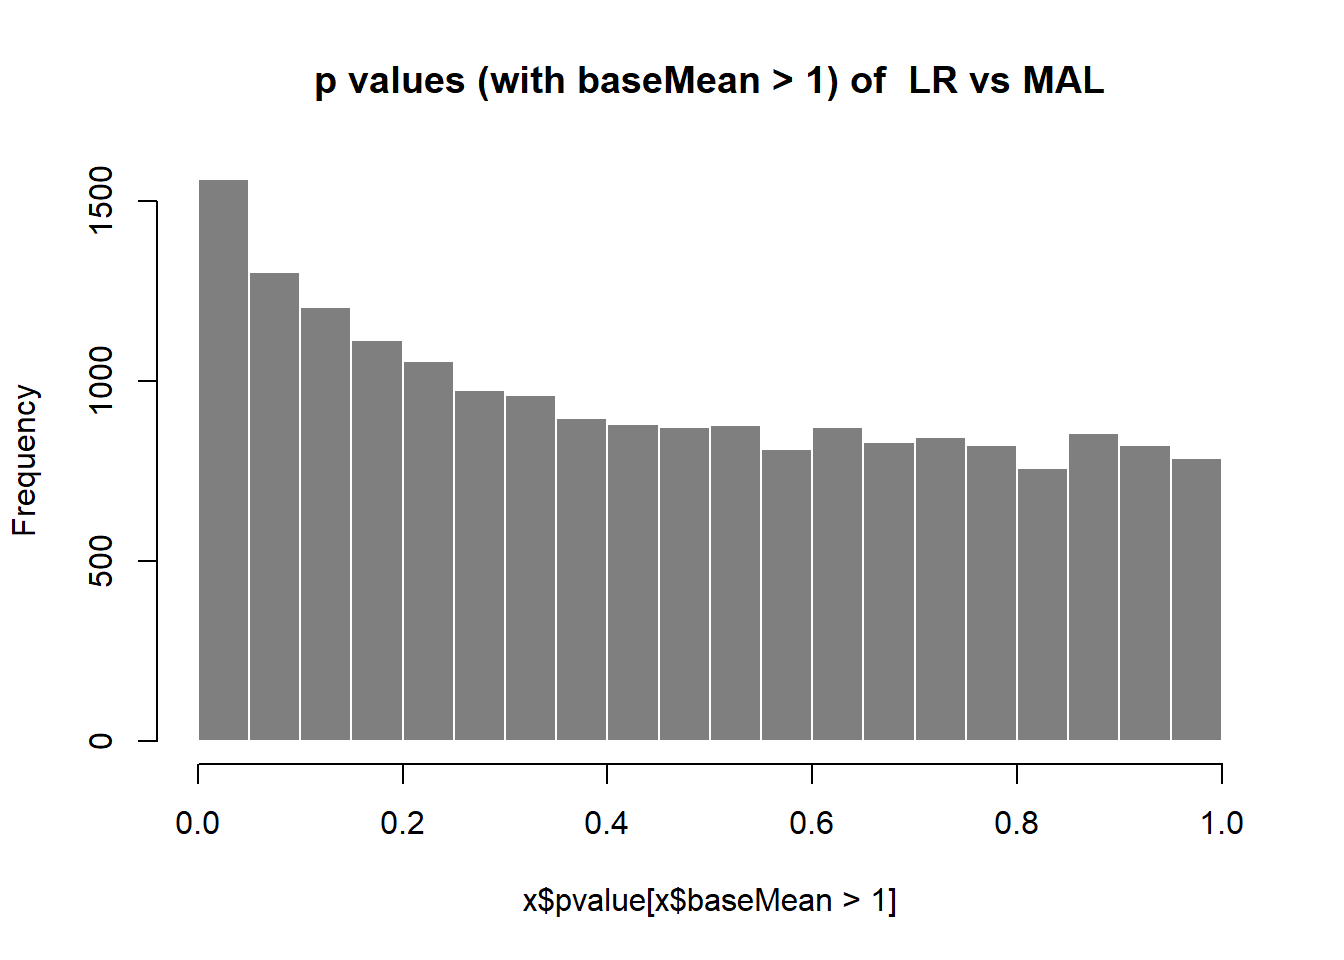 p values (with baseMean > 1) of  LR vs MAL
Frequency
1500
1000
500
0
0.0 0.2 0.4 0.6 0.8 1.0
x$pvalue[x$baseMean > 1]